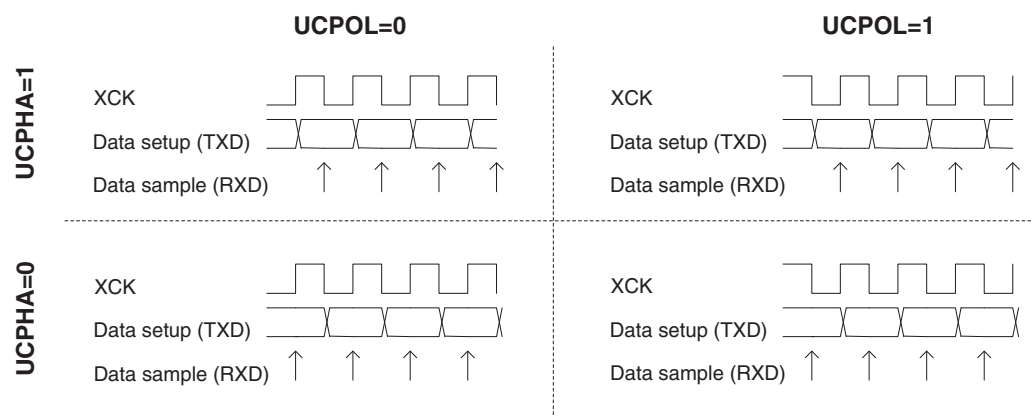 UCPOL=0
UCPOL=1
UCPHA=1
XCK
Data setup (TXD)
Data sample (RXD)
XCK
Data setup (TXD)
Data sample (RXD)
UCPHA=0
XCK
Data setup (TXD)
Data sample (RXD)
XCK
Data setup (TXD)
Data sample (RXD)